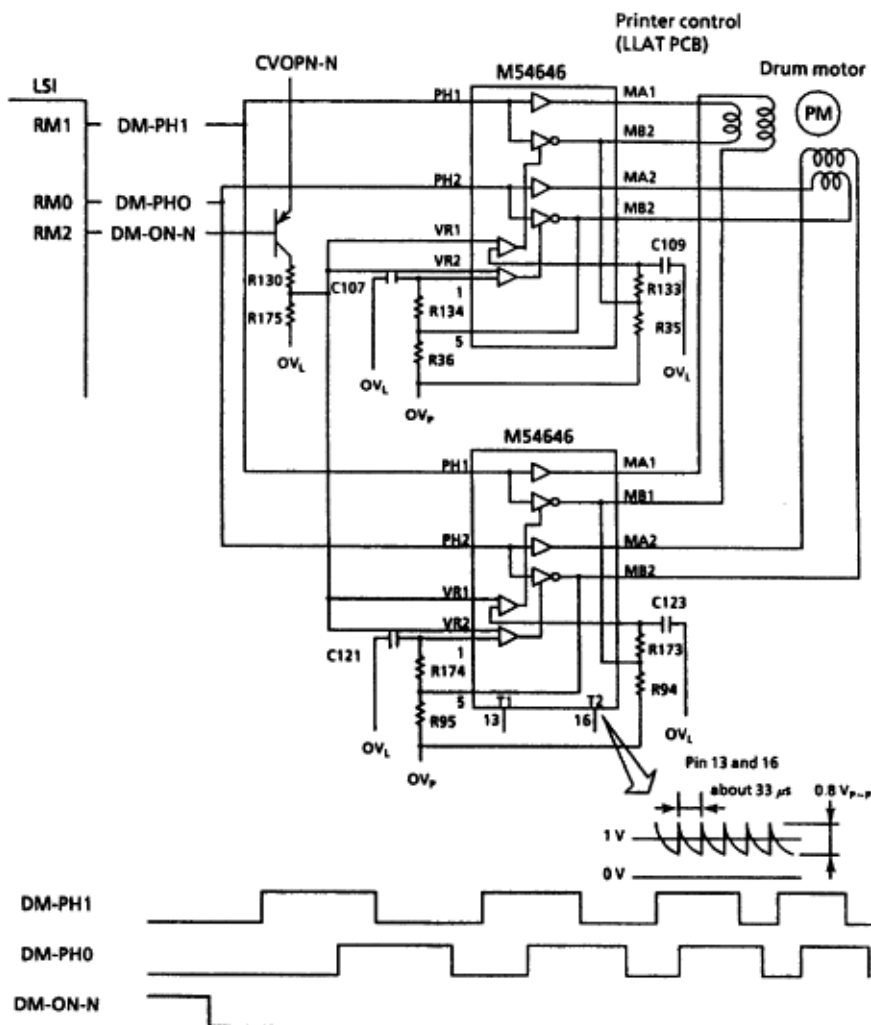 Printer control
(LLAT PCB)
CVOPN-N
M54646
Drum motor
LSI
PH1
MA1
RM1
DM-PH1
PM
MB2
PH2
MA2
RM0
DM-PHO
MB2
RM2
DM-ON-N
VR1
C109
VR2
R130
C107
R133
1
R134
R175
R35
5
R36
OVL
OVL
OVL
OVP
M54646
PH1
MA1
MB1
PH2
MA2
MB2
VR1
C123
VR2
C121
1
R173
R174
R94
5
T1
T2
R95
13
16
OVL
OVL
OVP
Pin 13 and 16
about 33 μs
0.8 VP-P
1 V
0 V
DM-PH1
DM-PH0
DM-ON-N